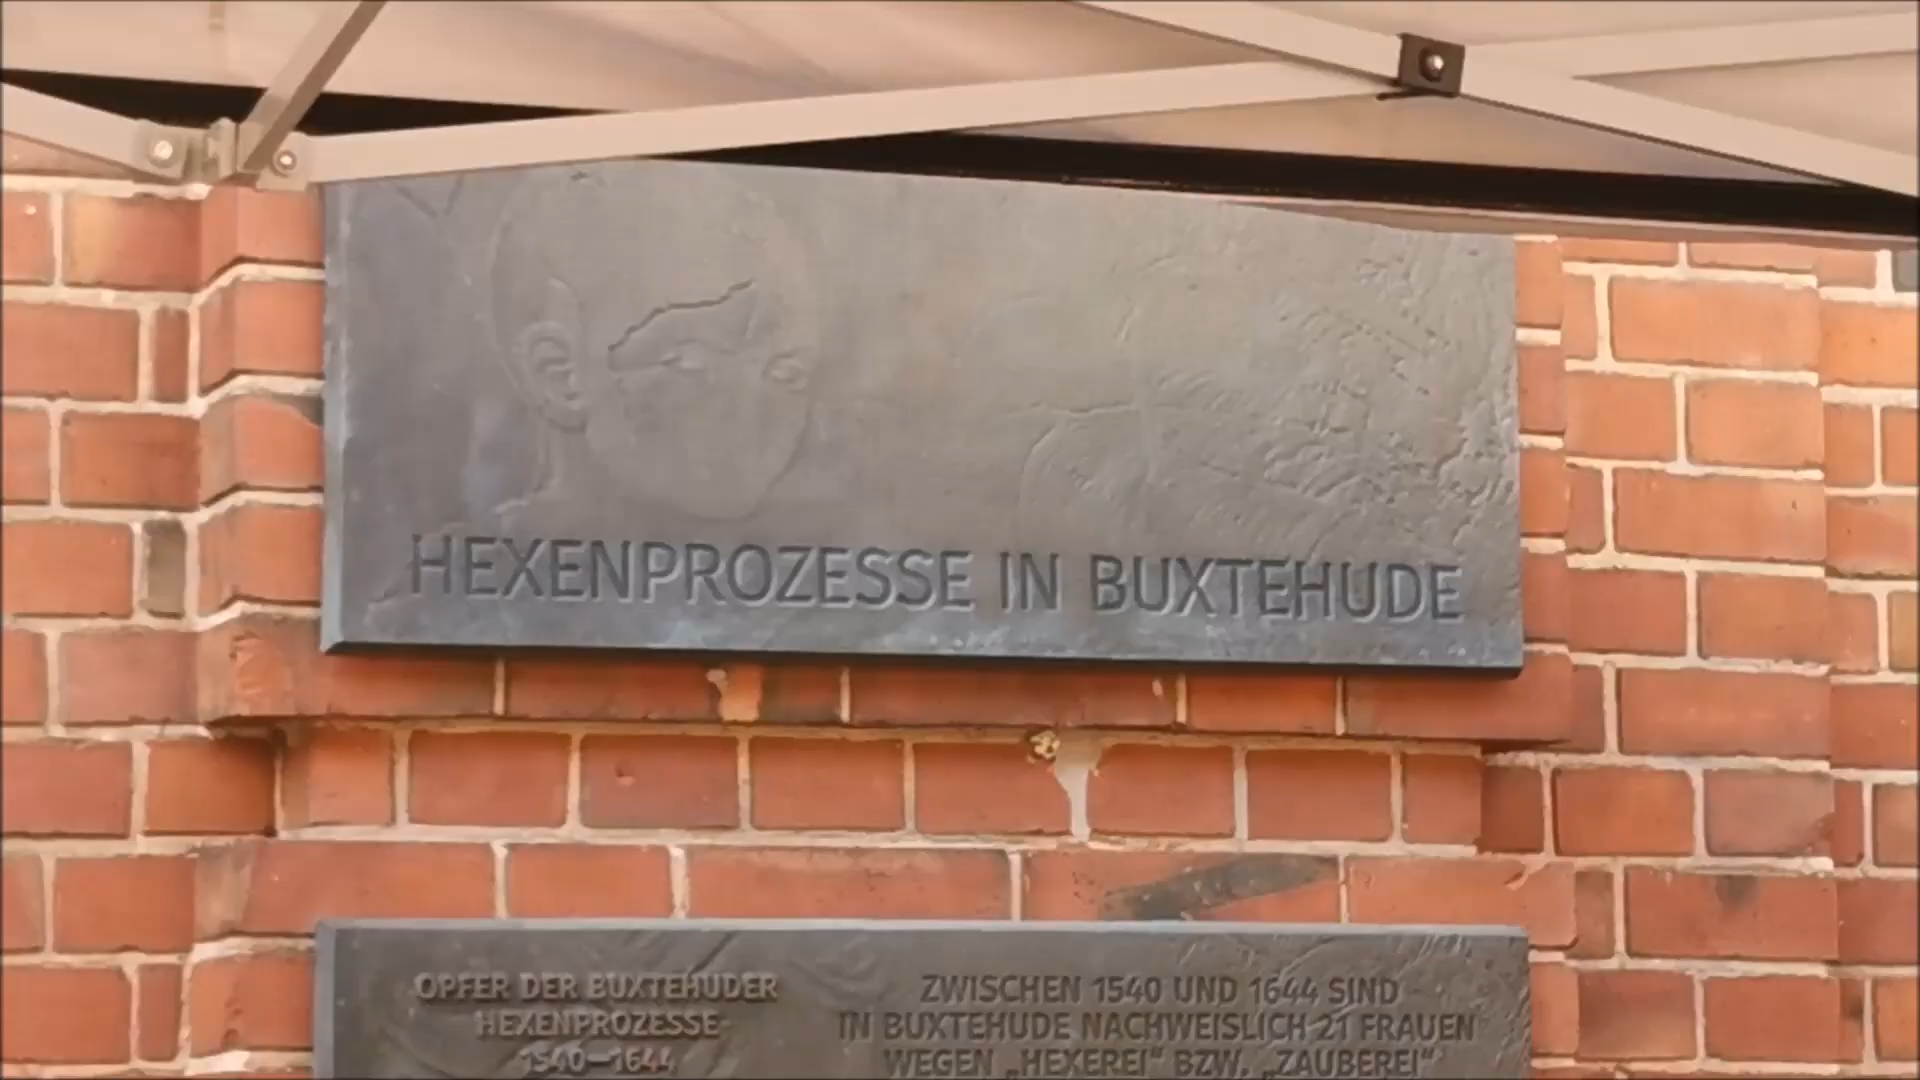 HEXENPROZESSE IN BUXTEHUDE
OPFER DER BUXTEHUDER
HEXENPROZESSE
1540–1644
ZWISCHEN 1540 UND 1644 SIND
IN BUXTEHUDE NACHWEISLICH 21 FRAUEN
WEGEN „HEXEREI“ BZW. „ZAUBEREI“